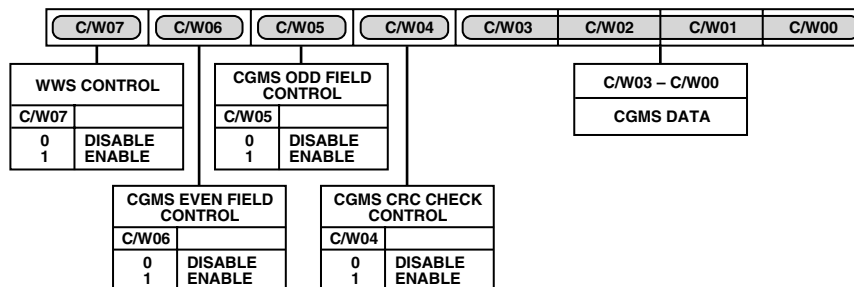 C/W07 C/W06 C/W05 C/W04 C/W03 C/W02 C/W01 C/W00
WWS CONTROL
C/W07
0 DISABLE
1 ENABLE
CGMS ODD FIELD
CONTROL
C/W05
0 DISABLE
1 ENABLE
C/W03 – C/W00
CGMS DATA
CGMS EVEN FIELD
CONTROL
C/W06
0 DISABLE
1 ENABLE
CGMS CRC CHECK
CONTROL
C/W04
0 DISABLE
1 ENABLE